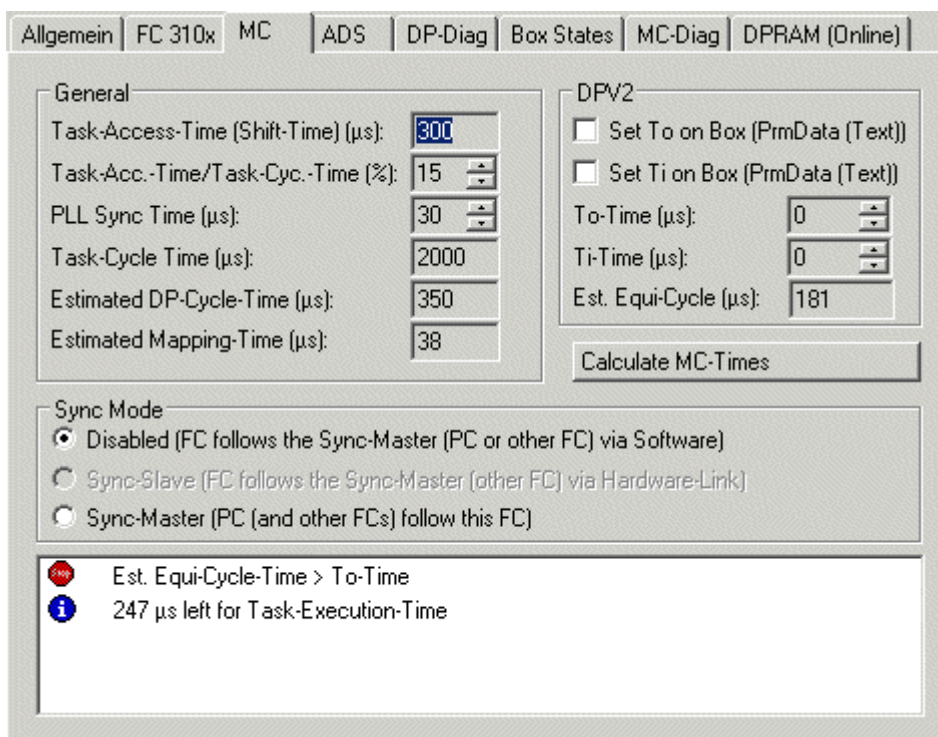 Allgemein FC 310x MC ADS DP-Diag Box States MC-Diag DPRAM (Online)
General
Task-Access-Time (Shift-Time) (µs): 300
Task-Acc.-Time/Task-Cyc.-Time (%): 15
PLL Sync Time (µs): 30
Task-Cycle Time (µs): 2000
Estimated DP-Cycle-Time (µs): 350
Estimated Mapping-Time (µs): 38
DPV2
Set To on Box (PrmData (Text))
Set Ti on Box (PrmData (Text))
To-Time (µs): 0
Ti-Time (µs): 0
Est. Equi-Cycle (µs): 181
Calculate MC-Times
Sync Mode
Disabled (FC follows the Sync-Master (PC or other FC) via Software)
Sync-Slave (FC follows the Sync-Master (other FC) via Hardware-Link)
Sync-Master (PC (and other FCs) follow this FC)
Stop Est. Equi-Cycle-Time > To-Time
i 247 µs left for Task-Execution-Time